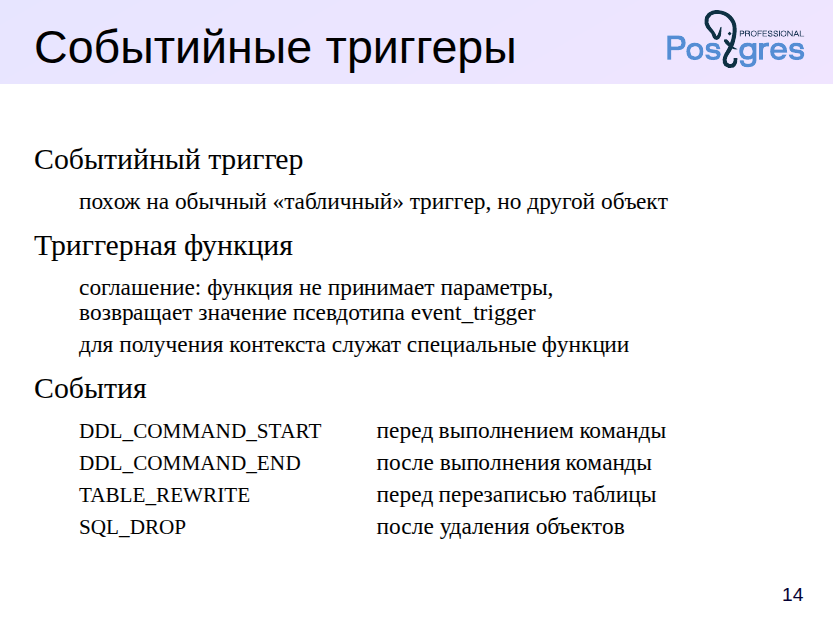 Событийные триггеры
PROFESSIONAL
Postgres
Событийный триггер
похож на обычный «табличный» триггер, но другой объект
Триггерная функция
соглашение: функция не принимает параметры,
возвращает значение псевдотипа event_trigger
для получения контекста служат специальные функции
События
DDL_COMMAND_START перед выполнением команды
DDL_COMMAND_END после выполнения команды
TABLE_REWRITE перед перезаписью таблицы
SQL_DROP после удаления объектов
14